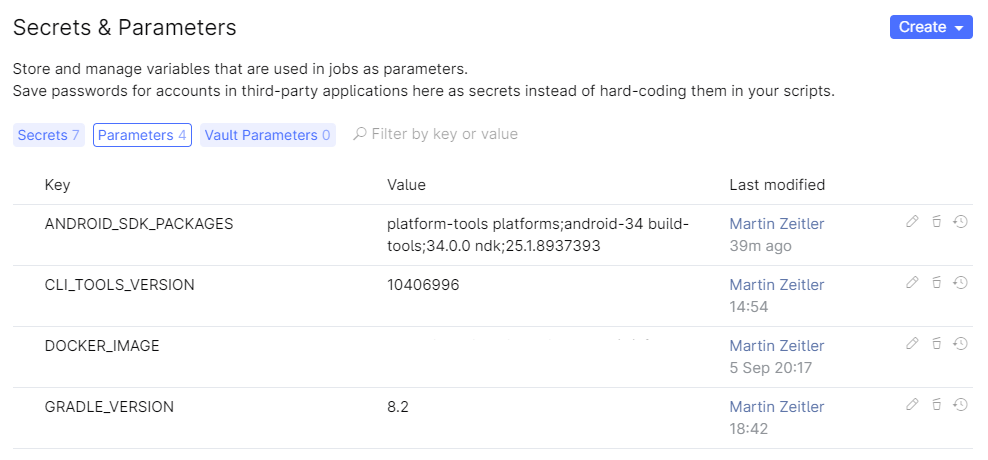 Secrets & Parameters
Create
Store and manage variables that are used in jobs as parameters.
Save passwords for accounts in third-party applications here as secrets instead of hard-coding them in your scripts.
Secrets 7 Parameters 4 Vault Parameters 0 Filter by key or value
Key Value Last modified
ANDROID_SDK_PACKAGES platform-tools platforms;android-34 build- Martin Zeitler
tools;34.0.0 ndk;25.1.8937393 39m ago
CLI_TOOLS_VERSION 10406996 Martin Zeitler
14:54
DOCKER_IMAGE Martin Zeitler
5 Sep 20:17
GRADLE_VERSION 8.2 Martin Zeitler
18:42